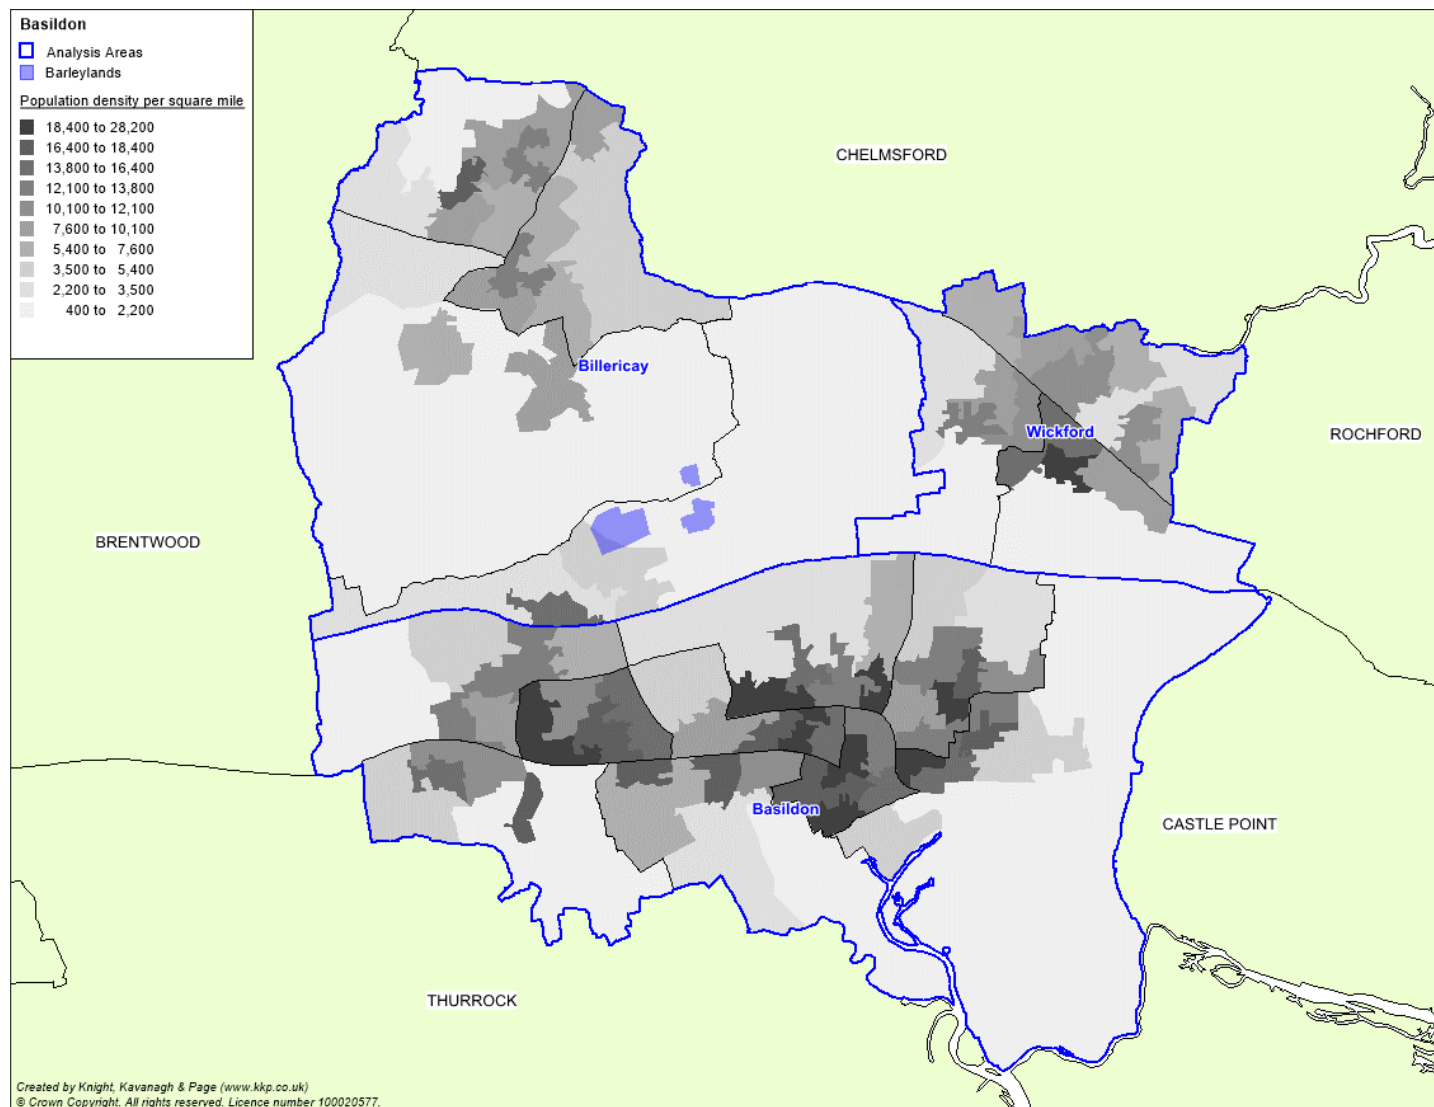 Basildon
Analysis Areas
Barleylands
Population density per square mile
18,400 to 28,200
16,400 to 18,400
13,800 to 16,400
12,100 to 13,800
10,100 to 12,100
7,600 to 10,100
5,400 to 7,600
3,500 to 5,400
2,200 to 3,500
400 to 2,200
CHELMSFORD
Billericay
Wickford
ROCHFORD
BRENTWOOD
Basildon
CASTLE POINT
THURROCK
Created by Knight, Kavanagh & Page (www.kkp.co.uk)
© Crown Copyright. All rights reserved. Licence number 100020577.